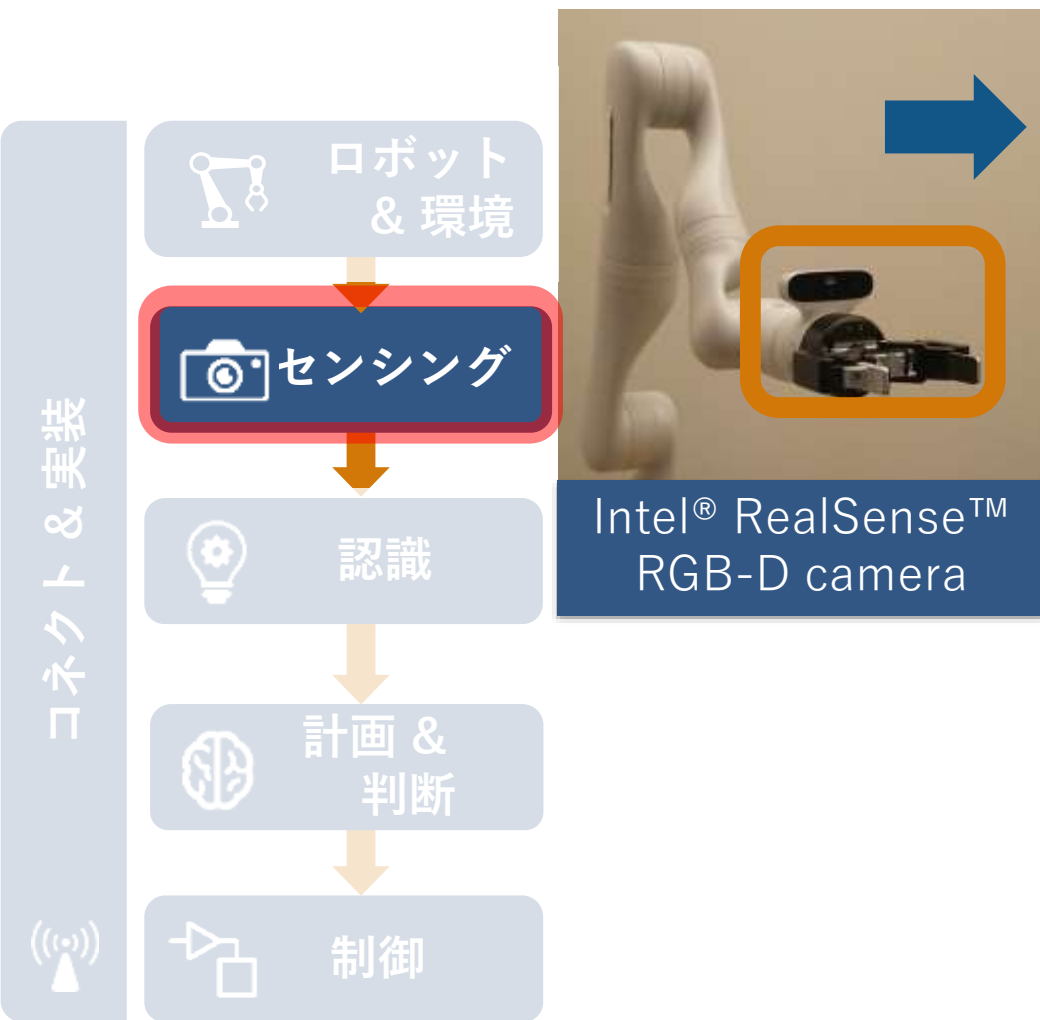 コネクト & 実装
ロボット
& 環境
センシング
認識
計画 &
判断
制御
Intel® RealSense™
RGB-D camera